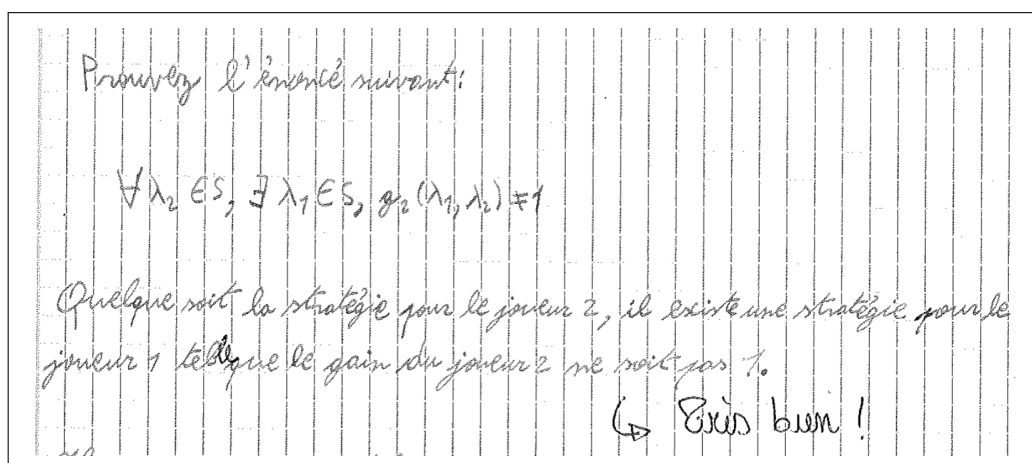 Prouvez l'énoncé suivant:
∀ λ₂ ∈ S, ∃ λ₁ ∈ S, g₂(λ₁, λ₂) ≠ 1
Quelque soit la stratégie pour le joueur 2, il existe une stratégie pour le
joueur 1 telle que le gain du joueur 2 ne soit pas 1.
↳ Très bien !